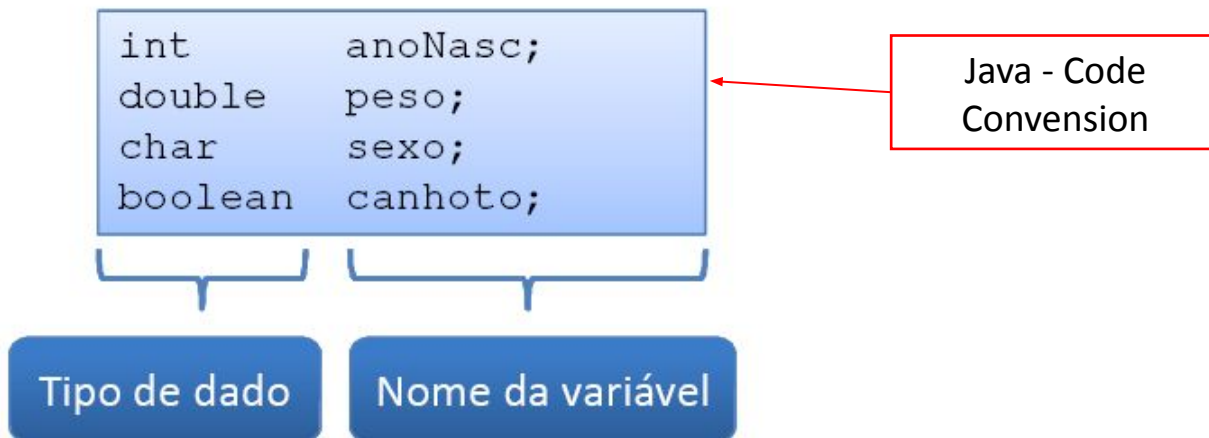 int anoNasc;
double peso;
char sexo;
boolean canhoto;
Java - Code
Convension
Tipo de dado
Nome da variável